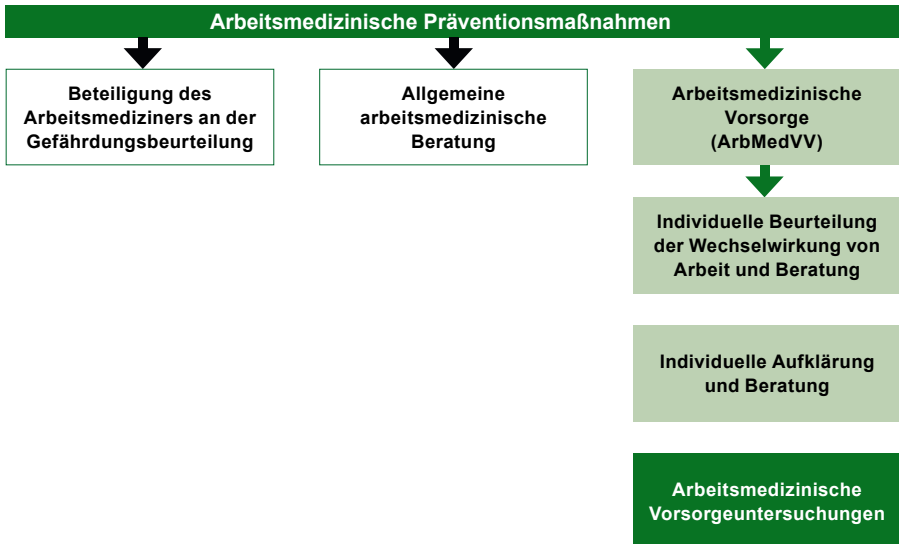 Arbeitsmedizinische Präventionsmaßnahmen
Beteiligung des
Arbeitsmediziners an der
Gefährdungsbeurteilung
Allgemeine
arbeitsmedizinische
Beratung
Arbeitsmedizinische
Vorsorge
(ArbMedVV)
Individuelle Beurteilung
der Wechselwirkung von
Arbeit und Beratung
Individuelle Aufklärung
und Beratung
Arbeitsmedizinische
Vorsorgeuntersuchungen